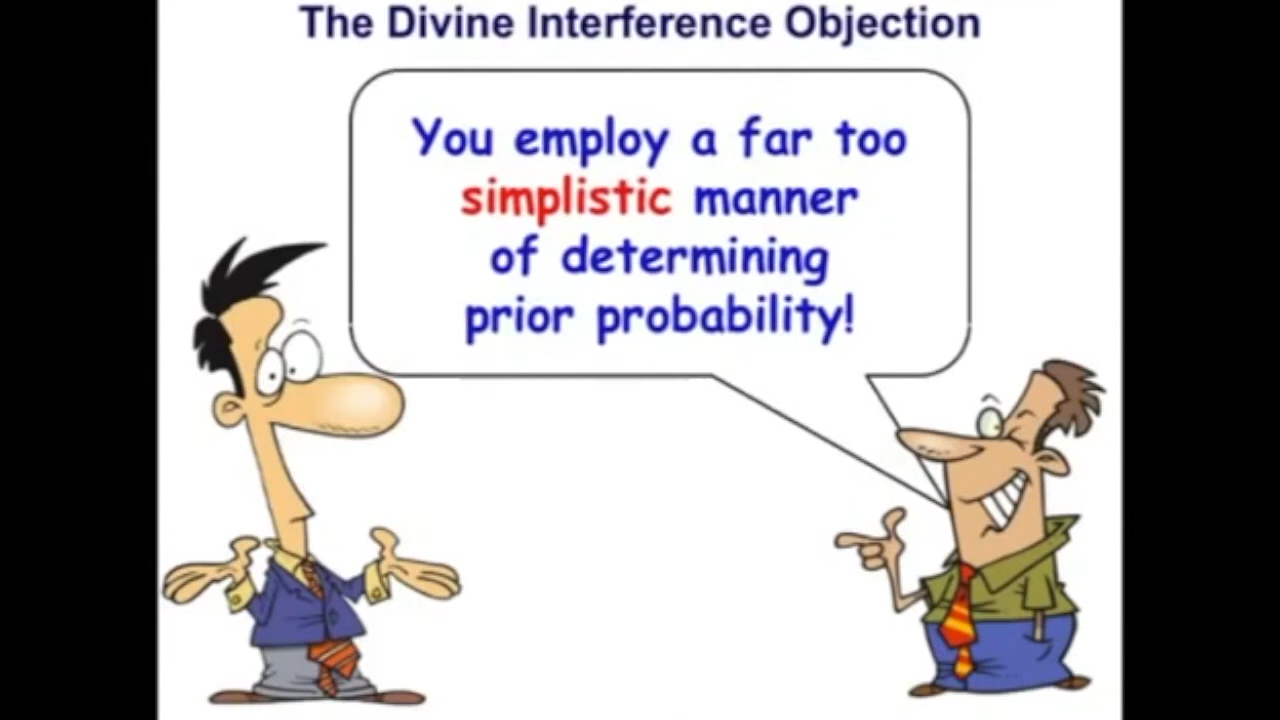 The Divine Interference Objection
You employ a far too
simplistic manner
of determining
prior probability!